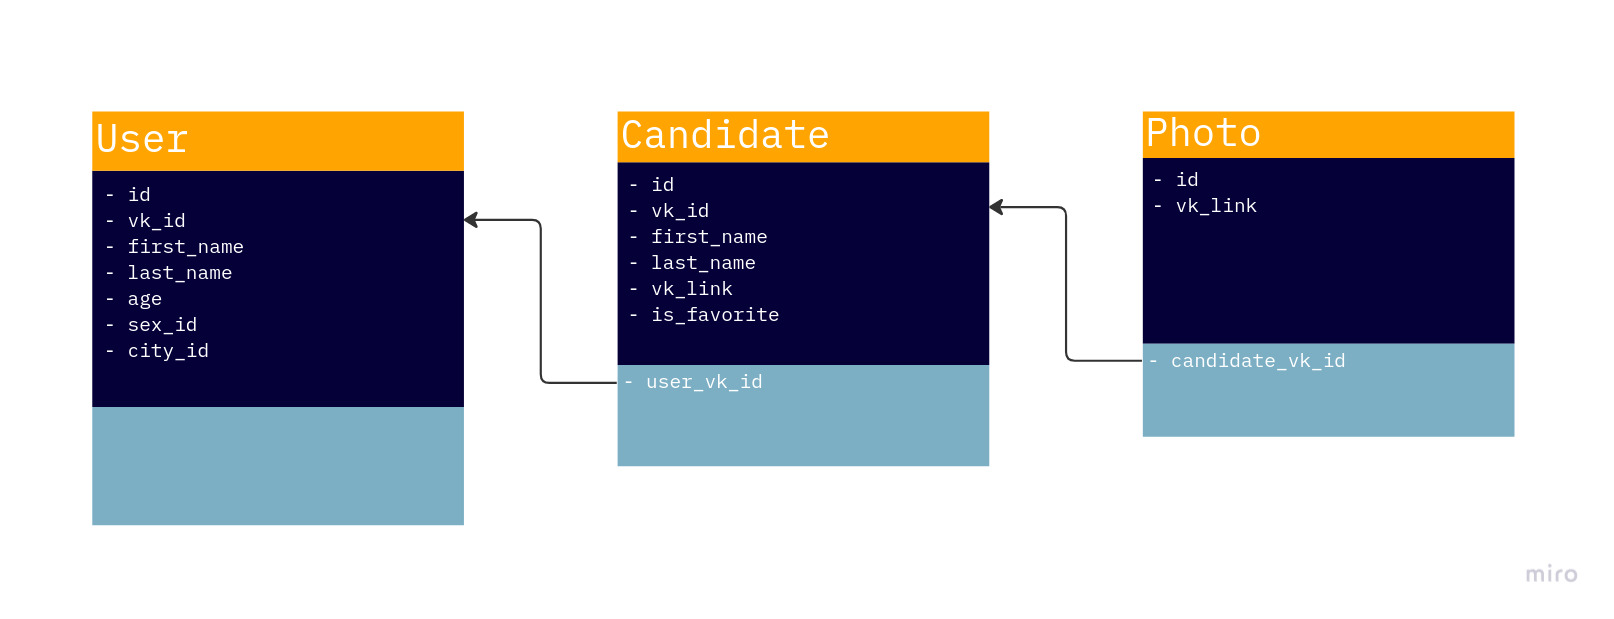 User
- id
- vk_id
- first_name
- last_name
- age
- sex_id
- city_id
Candidate
- id
- vk_id
- first_name
- last_name
- vk_link
- is_favorite
- user_vk_id
Photo
- id
- vk_link
- candidate_vk_id
miro